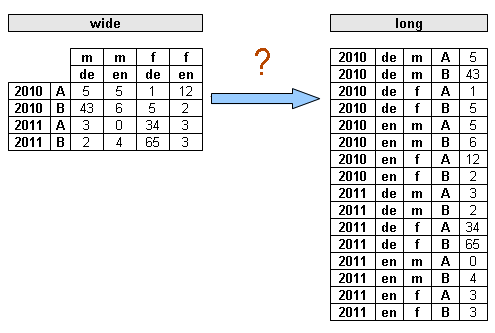 wide
m m f f
de en de en
2010 A 5 5 1 12
2010 B 43 6 5 2
2011 A 3 0 34 3
2011 B 2 4 65 3
?
long
2010 de m A 5
2010 de m B 43
2010 de f A 1
2010 de f B 5
2010 en m A 5
2010 en m B 6
2010 en f A 12
2010 en f B 2
2011 de m A 3
2011 de m B 2
2011 de f A 34
2011 de f B 65
2011 en m A 0
2011 en m B 4
2011 en f A 3
2011 en f B 3